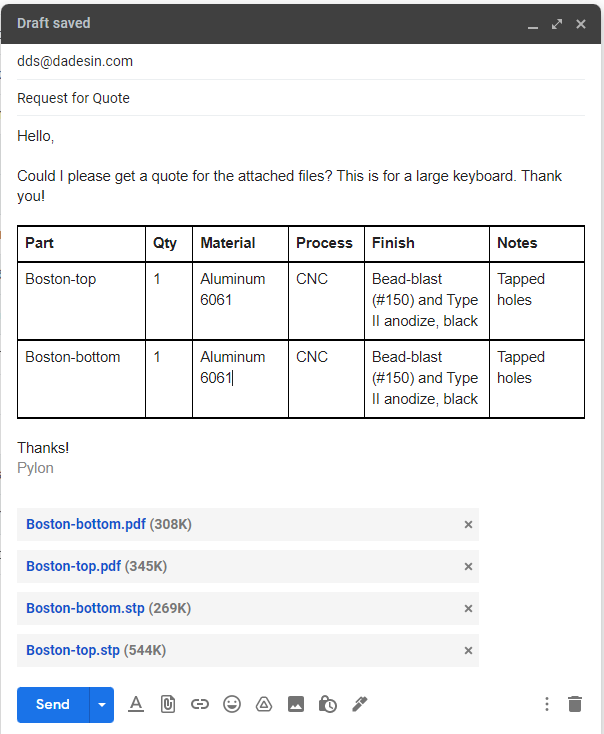 Draft saved
dds@dadesin.com
Request for Quote
Hello,
Could I please get a quote for the attached files? This is for a large keyboard. Thank
you!
Part Qty Material Process Finish Notes
Boston-top 1 Aluminum CNC Bead-blast Tapped
6061 (#150) and Type holes
II anodize, black
Boston-bottom 1 Aluminum CNC Bead-blast Tapped
6061 (#150) and Type holes
II anodize, black
Thanks!
Pylon
Boston-bottom.pdf (308K)
Boston-top.pdf (345K)
Boston-bottom.stp (269K)
Boston-top.stp (544K)
Send